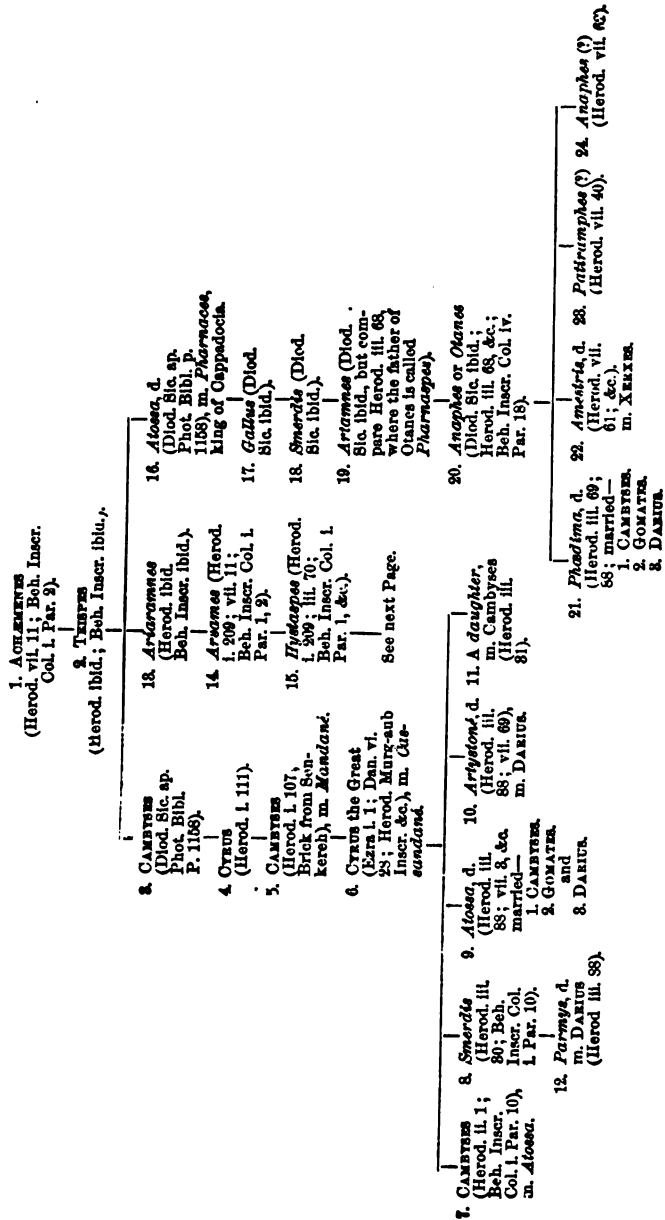 1. ACHÆMENES
(Herod. vii. 11; Beh. Inscr.
Col. i. Par. 2).
2. TEISPES
(Herod. ibid.; Beh. Inscr. ibid.).
3. CAMBYSES
(Diod. Sic. ap.
Phot. Bibl.
P. 1158).
4. CYRUS
(Herod. i. 111).
5. CAMBYSES
(Herod. i. 107,
Brick from Sen-
kereh), m. Mandané.
6. CYRUS the Great
(Ezra i. 1; Dan. vi.
28; Herod. Murg-aub
Inscr. &c.), m. Cas-
sandané.
13. Ariaramnes
(Herod. ibid
Beh. Inscr. ibid.).
14. Arsames (Herod.
i. 209; vii. 11;
Beh. Inscr. Col. i.
Par. 1, 2).
15. Hystaspes (Herod.
i. 209; iii. 70;
Beh. Inscr. Col. i.
Par. 1, &c.).
See next Page.
16. Atossa, d.
(Diod. Sic. ap.
Phot. Bibl. p.
1158), m. Pharnaces,
king of Cappadocia.
17. Gallus (Diod.
Sic. ibid.).
18. Smerdis (Diod.
Sic. ibid.).
19. Artamnes (Diod.
Sic. ibid., but com-
pare Herod. iii. 68,
where the father of
Otanes is called
Pharnaspes).
20. Anaphes or Otanes
(Diod. Sic. ibid.;
Herod. iii. 68, &c.;
Beh. Inscr. Col. iv.
Par. 18).
7. CAMBYSES
(Herod. ii. 1;
Beh. Inscr.
Col. i. Par. 10),
m. Atossa.
8. Smerdis
(Herod. iii.
80; Beh.
Inscr. Col.
i. Par. 10).
12. Parmys, d.
m. DARIUS
(Herod iii. 88)
9. Atossa, d.
(Herod. iii.
88; vii. 8, &c.
married—
1. CAMBYSES.
2. GOMATES.
and
3. DARIUS.
10. Artystoné, d.
(Herod. iii.
88; vii. 69),
m. DARIUS.
11. A daughter,
m. Cambyses
(Herod. iii.
31).
21. Phædima, d.
(Herod. iii. 69;
88; married—
1. CAMBYSES.
2. GOMATES.
3. DARIUS
22. Amestris, d.
(Herod. vii.
61; &c.).
m. XERXES.
23. Patiramphes (?)
(Herod. vii. 40).
24. Anaphes (?)
(Herod. vii. 62).